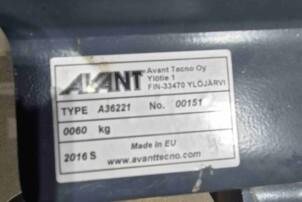 AVANT
Avant Tecno Oy
Ylötie 1
FIN-33470 YLÖJÄRVI
TYPE A36221 No. 00151
0060 kg
Made in EU
2016 S www.avanttecno.com